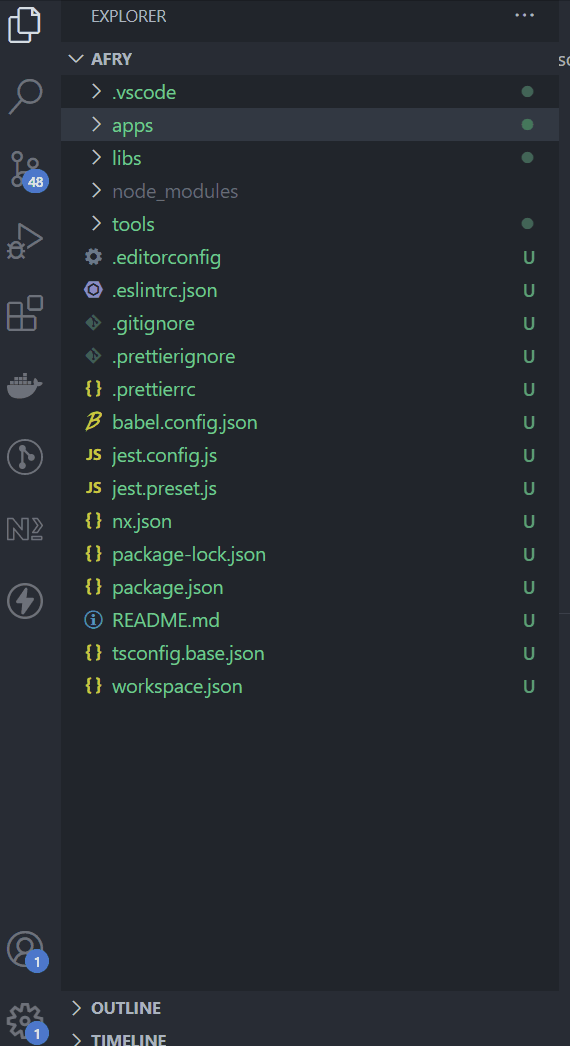 EXPLORER
AFRY
.vscode
apps
libs
48
node_modules
tools
.editorconfig U
.eslintrc.json U
.gitignore U
.prettierignore U
{} .prettierrc U
B babel.config.json U
JS jest.config.js U
JS jest.preset.js U
{} nx.json U
{} package-lock.json U
{} package.json U
README.md U
{} tsconfig.base.json U
{} workspace.json U
1
OUTLINE
1
TIMELINE